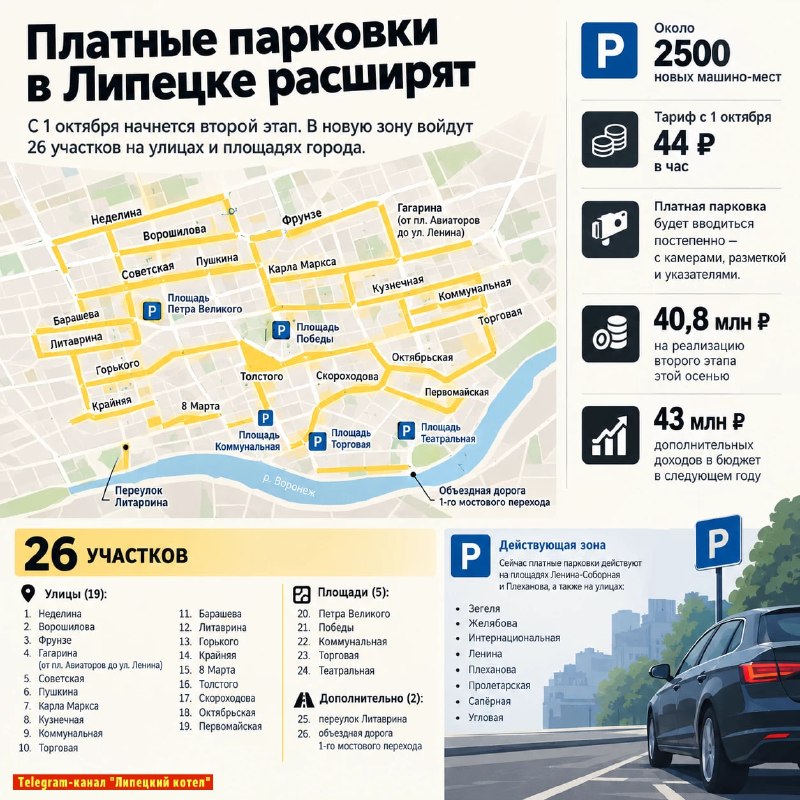 Платные парковки
в Липецке расширят
С 1 октября начнется второй этап. В новую зону войдут
26 участков на улицах и площадях города.
P
Около
2500
новых машино-мест
Тариф с 1 октября
44 ₽
в час
Платная парковка
будет вводиться
постепенно –
с камерами, разметкой
и указателями.
40,8 млн ₽
на реализацию
второго этапа
этой осенью
43 млн ₽
дополнительных
доходов в бюджет
в следующем году
Неделина
Ворошилова
Фрунзе
Гагарина
(от пл. Авиаторов
до ул. Ленина)
Советская
Пушкина
Карла Маркса
Кузнечная
Коммунальная
Торговая
P
Площадь
Петра Великого
Барашева
Литаврина
P
Площадь
Победы
Горького
Толстого
Скороходова
Октябрьская
Первомайская
Крайняя
8 Марта
P
Площадь
Коммунальная
P
Площадь
Торговая
P
Площадь
Театральная
Переулок
Литаврина
р. Воронеж
Объездная дорога
1-го мостового перехода
26 УЧАСТКОВ
Улицы (19):
1. Неделина
2. Ворошилова
3. Фрунзе
4. Гагарина
(от пл. Авиаторов до ул. Ленина)
5. Советская
6. Пушкина
7. Карла Маркса
8. Кузнечная
9. Коммунальная
10. Торговая
11. Барашева
12. Литаврина
13. Горького
14. Крайняя
15. 8 Марта
16. Толстого
17. Скороходова
18. Октябрьская
19. Первомайская
Площади (5):
20. Петра Великого
21. Победы
22. Коммунальная
23. Торговая
24. Театральная
Дополнительно (2):
25. переулок Литаврина
26. объездная дорога
1-го мостового перехода
P
Действующая зона
Сейчас платные парковки действуют
на площадях Ленина-Соборная
и Плеханова, а также на улицах:
• Зегеля
• Желябова
• Интернациональная
• Ленина
• Плеханова
• Пролетарская
• Сапёрная
• Угловая
P
Telegram-канал "Липецкий котел"